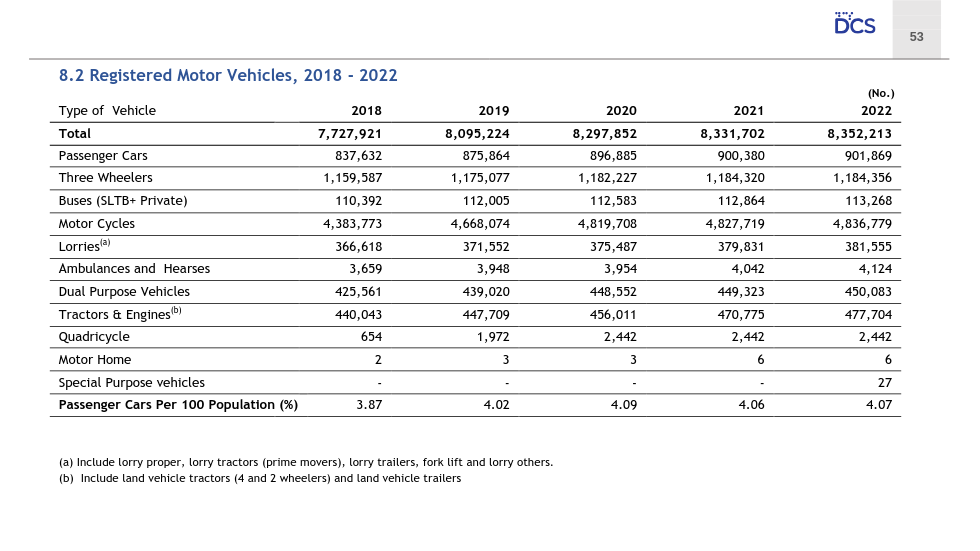 DCS
53
8.2 Registered Motor Vehicles, 2018 - 2022
(No.)
Type of Vehicle 2018 2019 2020 2021 2022
Total 7,727,921 8,095,224 8,297,852 8,331,702 8,352,213
Passenger Cars 837,632 875,864 896,885 900,380 901,869
Three Wheelers 1,159,587 1,175,077 1,182,227 1,184,320 1,184,356
Buses (SLTB+ Private) 110,392 112,005 112,583 112,864 113,268
Motor Cycles 4,383,773 4,668,074 4,819,708 4,827,719 4,836,779
Lorries(a) 366,618 371,552 375,487 379,831 381,555
Ambulances and Hearses 3,659 3,948 3,954 4,042 4,124
Dual Purpose Vehicles 425,561 439,020 448,552 449,323 450,083
Tractors & Engines(b) 440,043 447,709 456,011 470,775 477,704
Quadricycle 654 1,972 2,442 2,442 2,442
Motor Home 2 3 3 6 6
Special Purpose vehicles - - - - 27
Passenger Cars Per 100 Population (%) 3.87 4.02 4.09 4.06 4.07
(a) Include lorry proper, lorry tractors (prime movers), lorry trailers, fork lift and lorry others.
(b) Include land vehicle tractors (4 and 2 wheelers) and land vehicle trailers